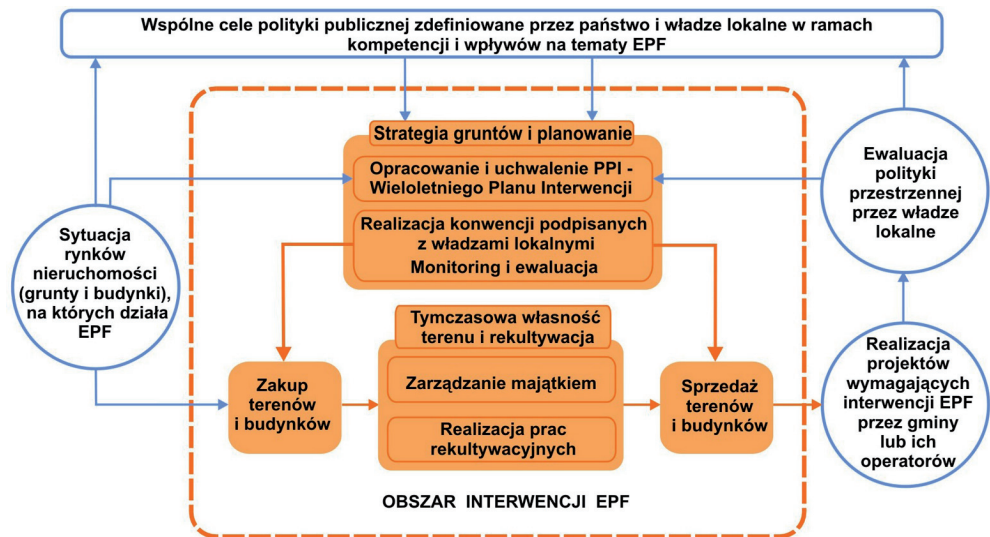 Wspólne cele polityki publicznej zdefiniowane przez państwo i władze lokalne w ramach
kompetencji i wpływów na tematy EPF
Strategia gruntów i planowanie
Opracowanie i uchwalenie PPI -
Wieloletniego Planu Interwencji
Realizacja konwencji podpisanych
z władzami lokalnymi
Monitoring i ewaluacja
Sytuacja
rynków
nieruchomości
(grunty i budynki),
na których działa
EPF
Ewaluacja
polityki
przestrzennej
przez władze
lokalne
Tymczasowa własność
terenu i rekultywacja
Zarządzanie majątkiem
Realizacja prac
rekultywacyjnych
Zakup
terenów
i budynków
Sprzedaż
terenów
i budynków
Realizacja
projektów
wymagających
interwencji EPF
przez gminy
lub ich
operatorów
OBSZAR INTERWENCJI EPF